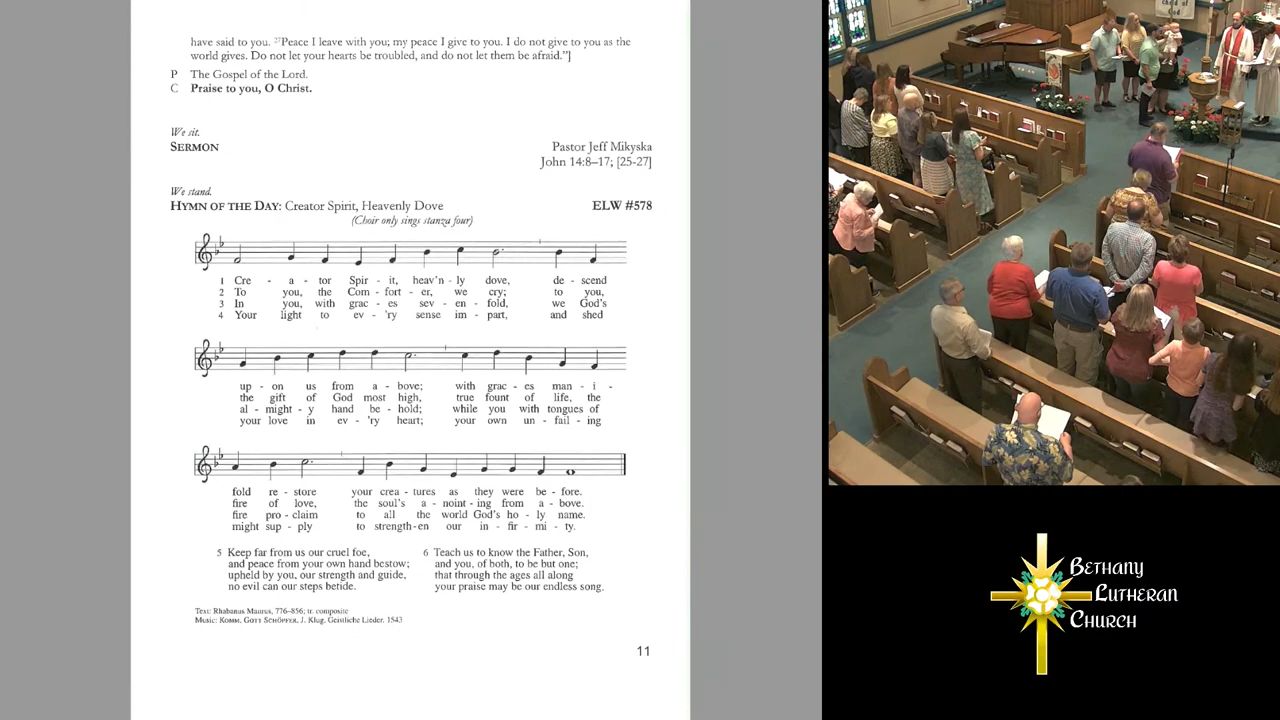 have said to you. 27Peace I leave with you; my peace I give to you. I do not give to you as the
world gives. Do not let your hearts be troubled, and do not let them be afraid.”]
P The Gospel of the Lord.
C Praise to you, O Christ.
We sit.
SERMON Pastor Jeff Mikyska
John 14:8–17; [25-27]
We stand.
HYMN OF THE DAY: Creator Spirit, Heavenly Dove ELW #578
(Choir only sings stanza four)
1 Cre - a - tor Spir - it, heav'n - ly dove, de - scend
2 To you, the Com - fort - er, we cry; to you,
3 In you, with grac - es sev - en - fold, we God's
4 Your light to ev - 'ry sense im - part, and shed
up - on us from a - bove; with grac - es man - i -
the gift of God most high, true fount of life, the
al - might - y hand be - hold; while you with tongues of
your love in ev - 'ry heart; your own un - fail - ing
fold re - store your crea - tures as they were be - fore.
fire of love, the soul's a - noint - ing from a - bove.
fire pro - claim to all the world God's ho - ly name.
might sup - ply to strength - en our in - fir - mi - ty.
5 Keep far from us our cruel foe,
and peace from your own hand bestow;
upheld by you, our strength and guide,
no evil can our steps betide.
6 Teach us to know the Father, Son,
and you, of both, to be but one;
that through the ages all along
your praise may be our endless song.
Text: Rhabanus Maurus, 776–856; tr. composite
Music: KOMM, GOTT SCHÖPFER, J. Klug, Geistliche Lieder, 1543
11
Child of
God
Bethany
Lutheran
Church